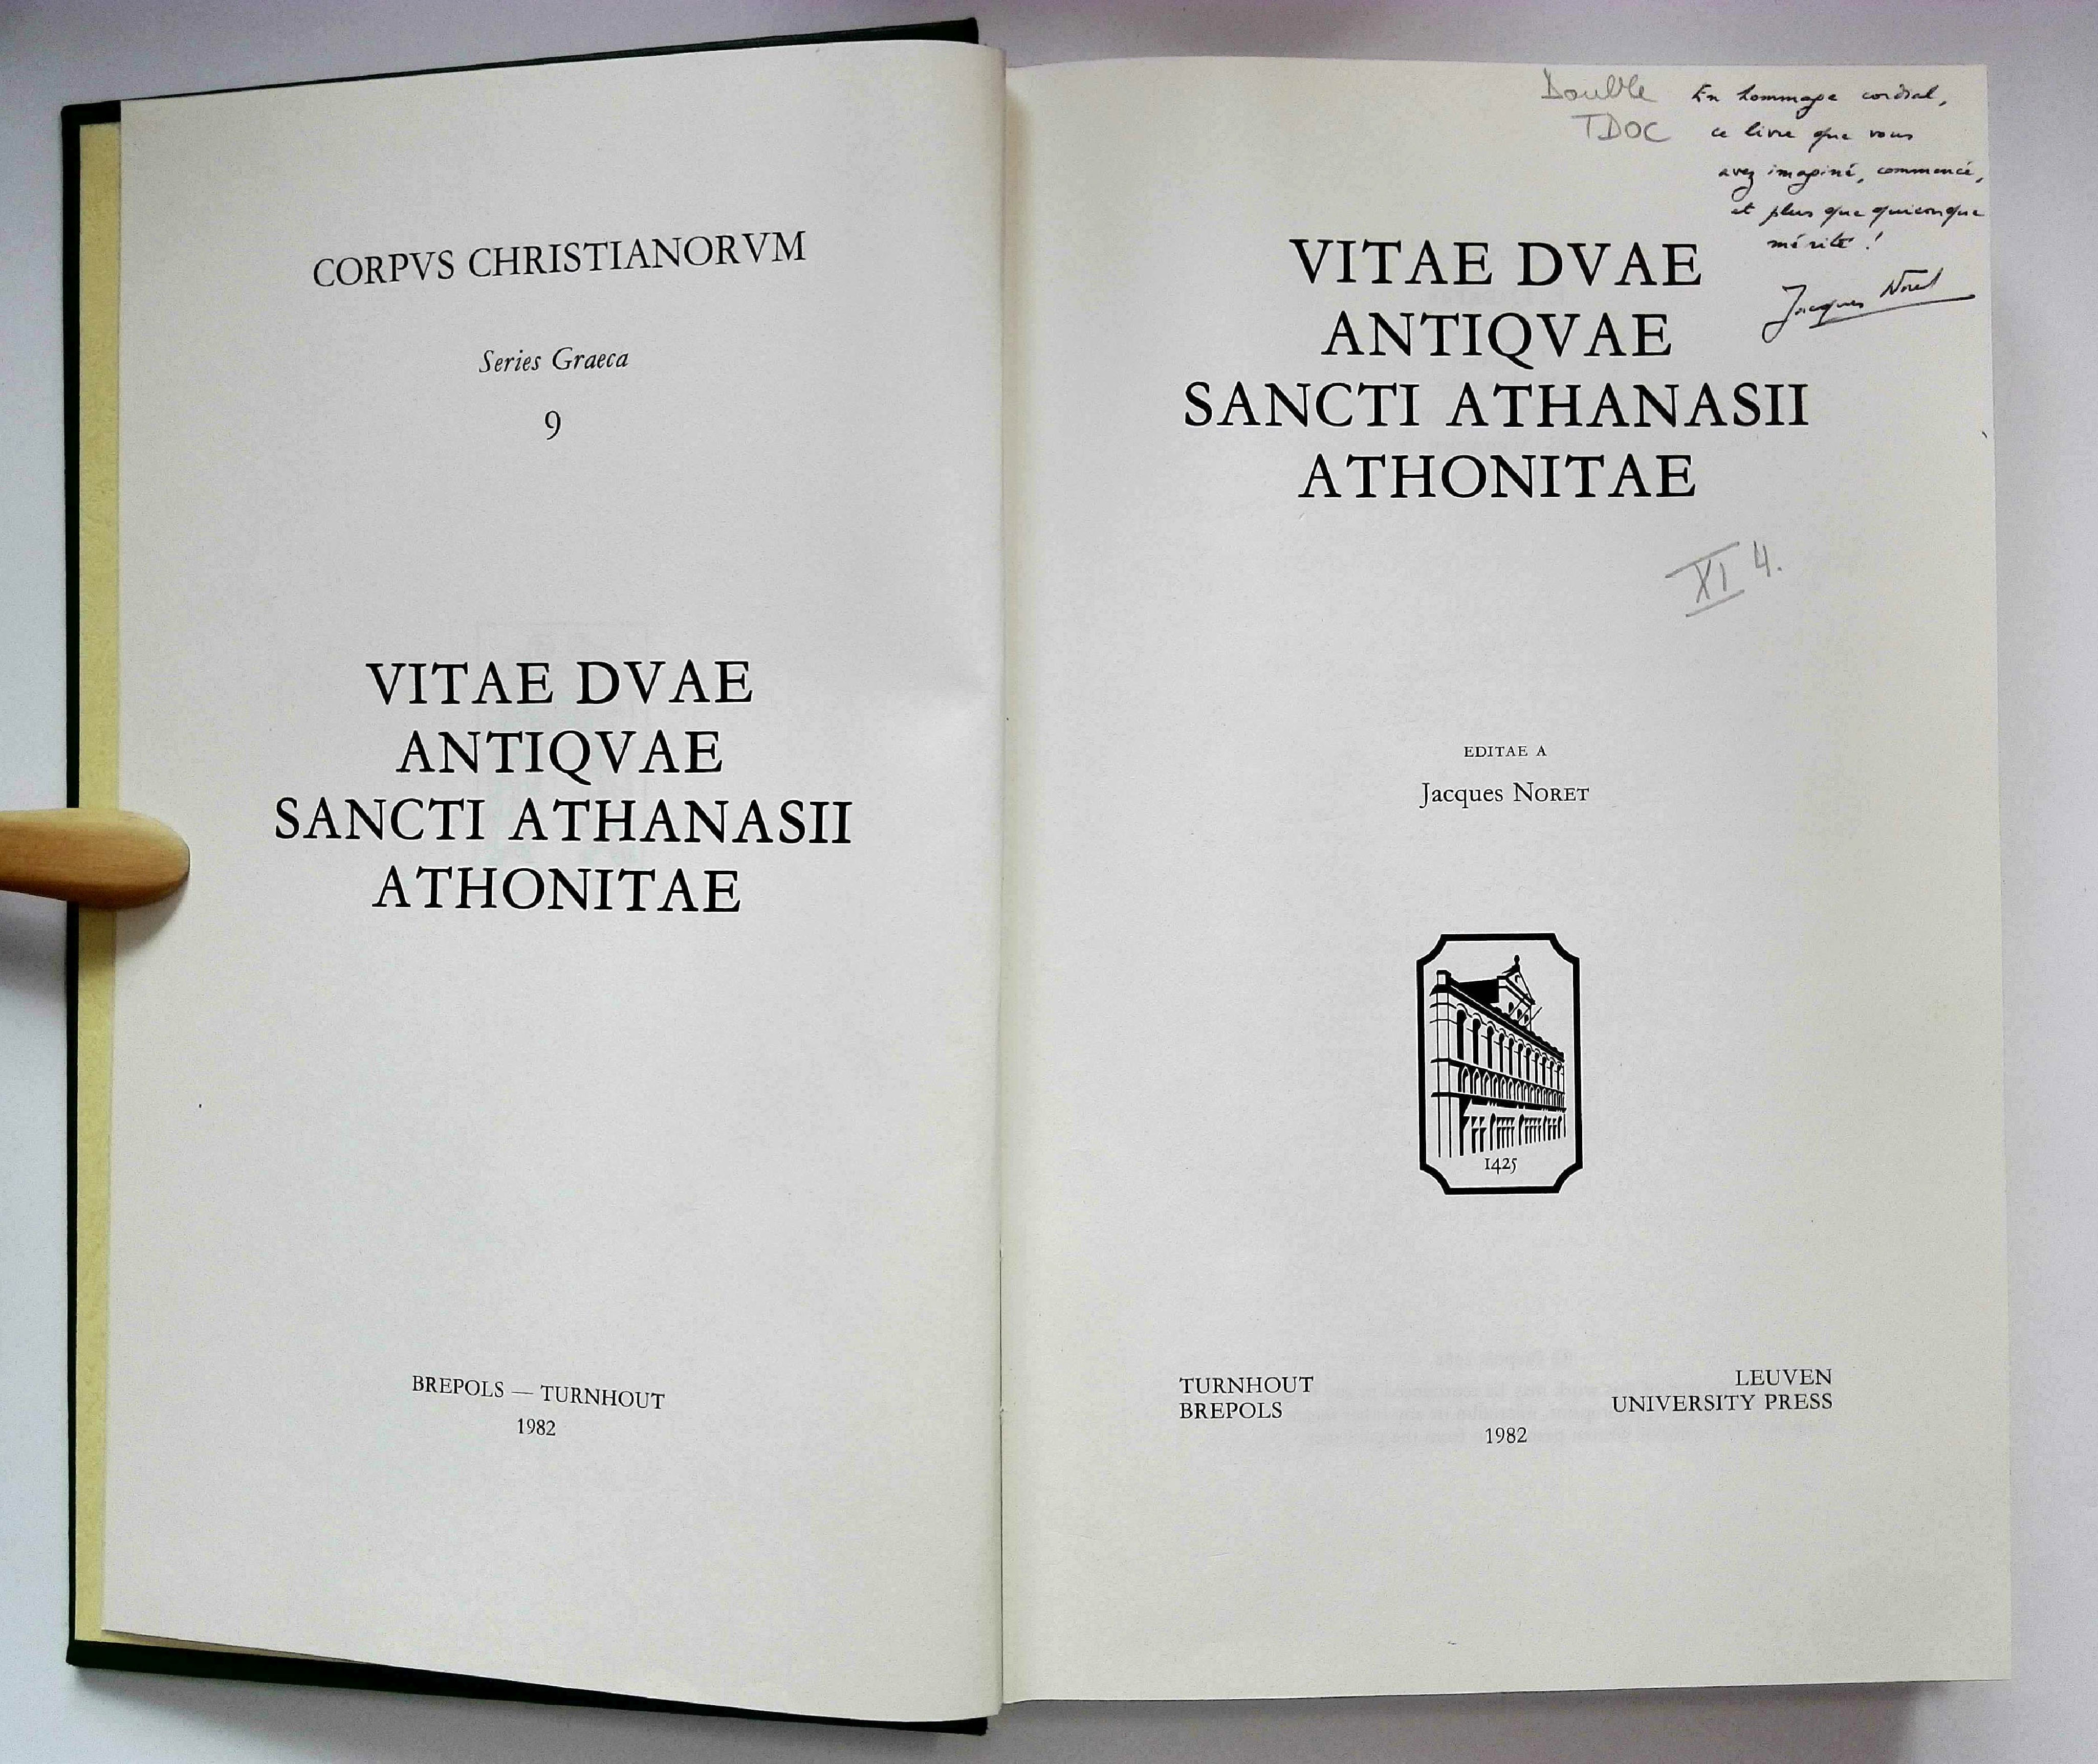 CORPVS CHRISTIANORVM
Series Graeca
9
VITAE DVAE
ANTIQVAE
SANCTI ATHANASII
ATHONITAE
BREPOLS — TURNHOUT
1982
Double
TDOC
En hommage cordial,
ce livre que vous
avez imaginé, commencé,
et plus que quiconque
mérité !
Jacques Noret
VITAE DVAE
ANTIQVAE
SANCTI ATHANASII
ATHONITAE
XI 4.
EDITAE A
Jacques NORET
1425
TURNHOUT
BREPOLS
LEUVEN
UNIVERSITY PRESS
1982